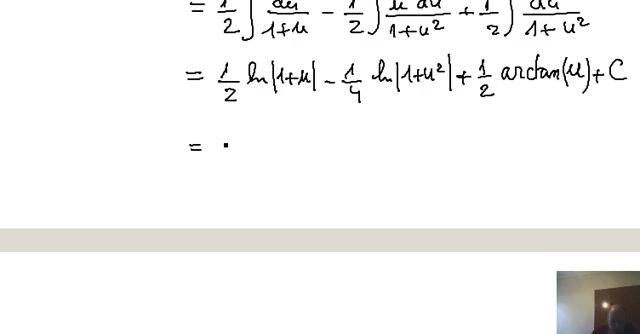 = 1/2 ∫ du/1+u - 1/2 ∫ u du/1+u² + 1/2 ∫ du/1+u²
= 1/2 ln|1+u| - 1/4 ln|1+u²| + 1/2 arctan(u) + C
=